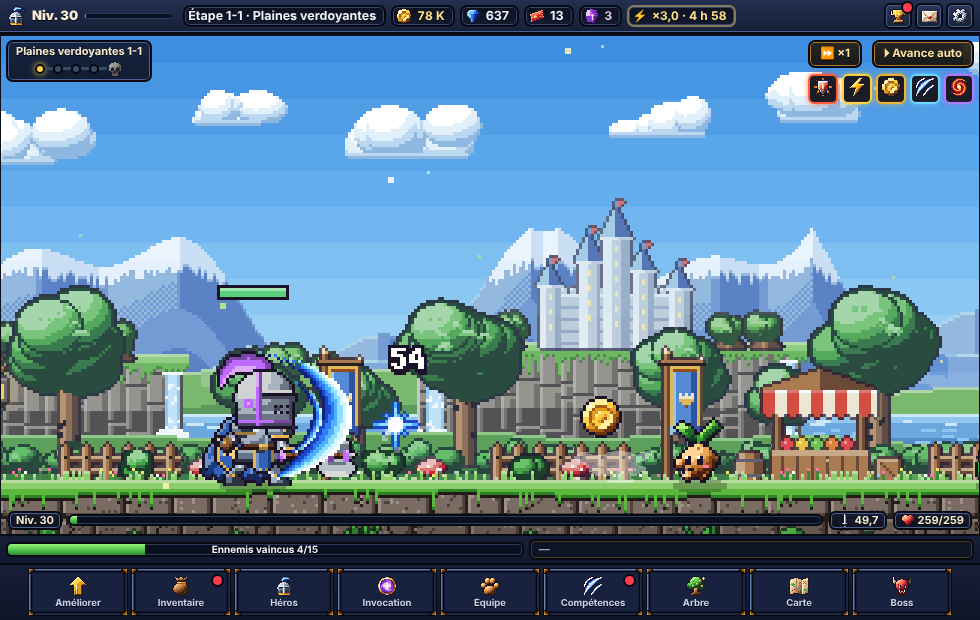 Niv. 30
Étape 1-1 · Plaines verdoyantes
78 K
637
13
3
×3,0 · 4 h 58
Plaines verdoyantes 1-1
×1
Avance auto
54
Niv. 30
49,7
259/259
Ennemis vaincus 4/15
—
Améliorer
Inventaire
Héros
Invocation
Equipe
Compétences
Arbre
Carte
Boss